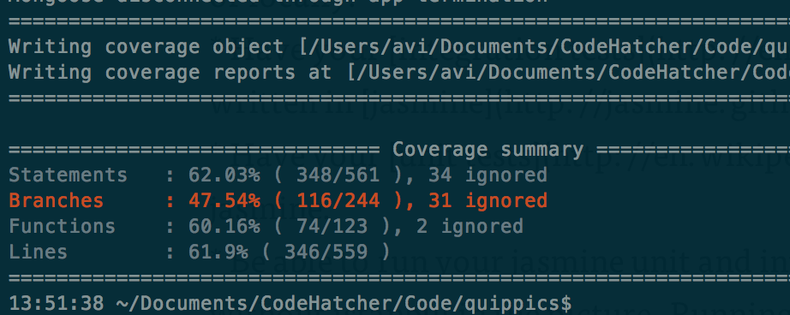 Mongoose disconnected through app termination
================================================================
Writing coverage object [/Users/avi/Documents/CodeHatcher/Code/qui
Writing coverage reports at [/Users/avi/Documents/CodeHatcher/Code
================================================================
=============================== Coverage summary ================
Statements   : 62.03% ( 348/561 ), 34 ignored
Branches     : 47.54% ( 116/244 ), 31 ignored
Functions    : 60.16% ( 74/123 ), 2 ignored
Lines        : 61.9% ( 346/559 )
================================================================
13:51:38 ~/Documents/CodeHatcher/Code/quippics$